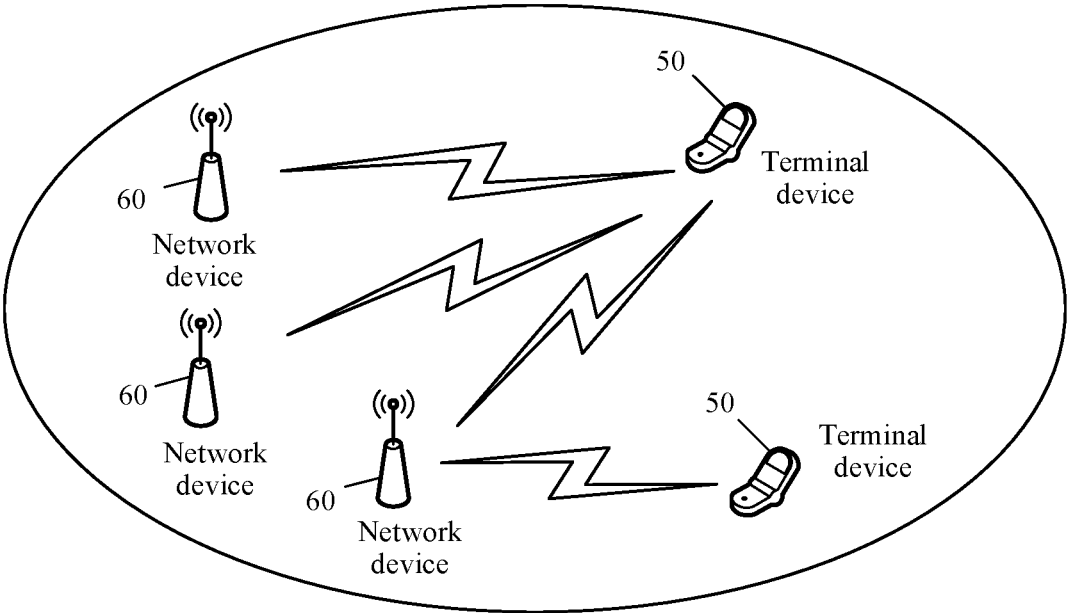 50
Terminal
device
60
Network
device
60
Network
device
50
Terminal
device
60
Network
device